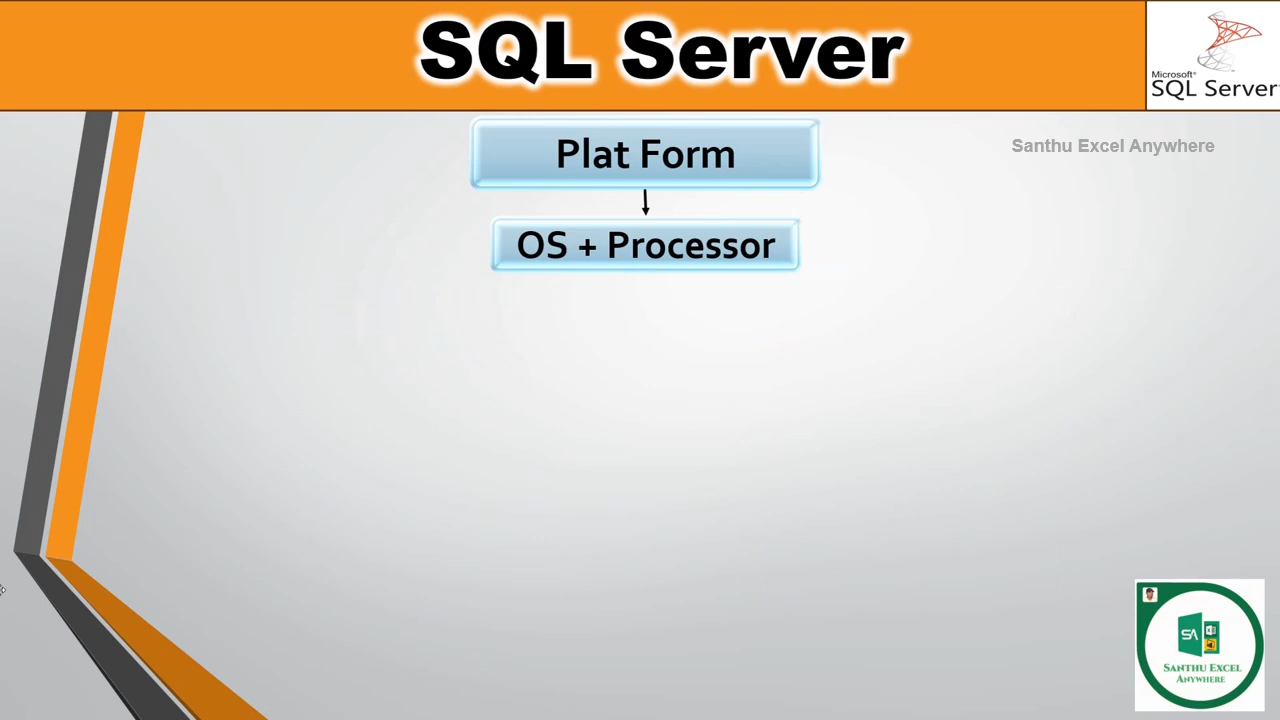 SQL Server
Microsoft®
SQL Server
Plat Form
Santhu Excel Anywhere
OS + Processor
SA
SANTHU EXCEL
ANYWHERE